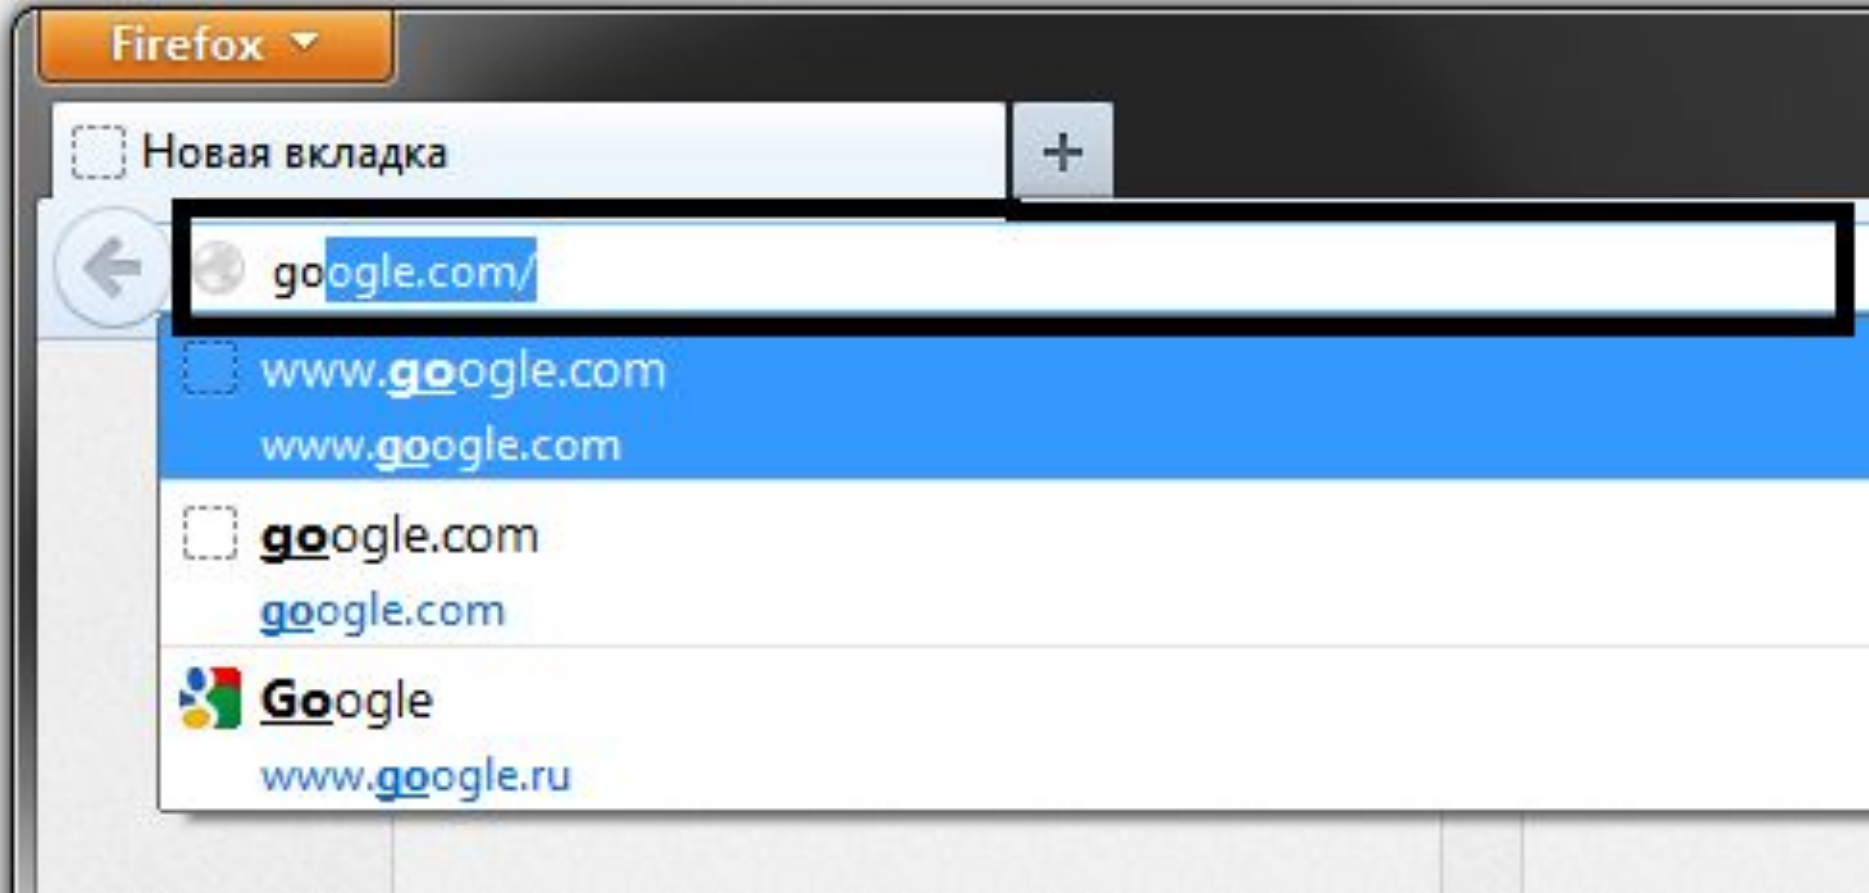 Firefox
Новая вкладка
google.com/
www.google.com
www.google.com
google.com
google.com
Google
www.google.ru